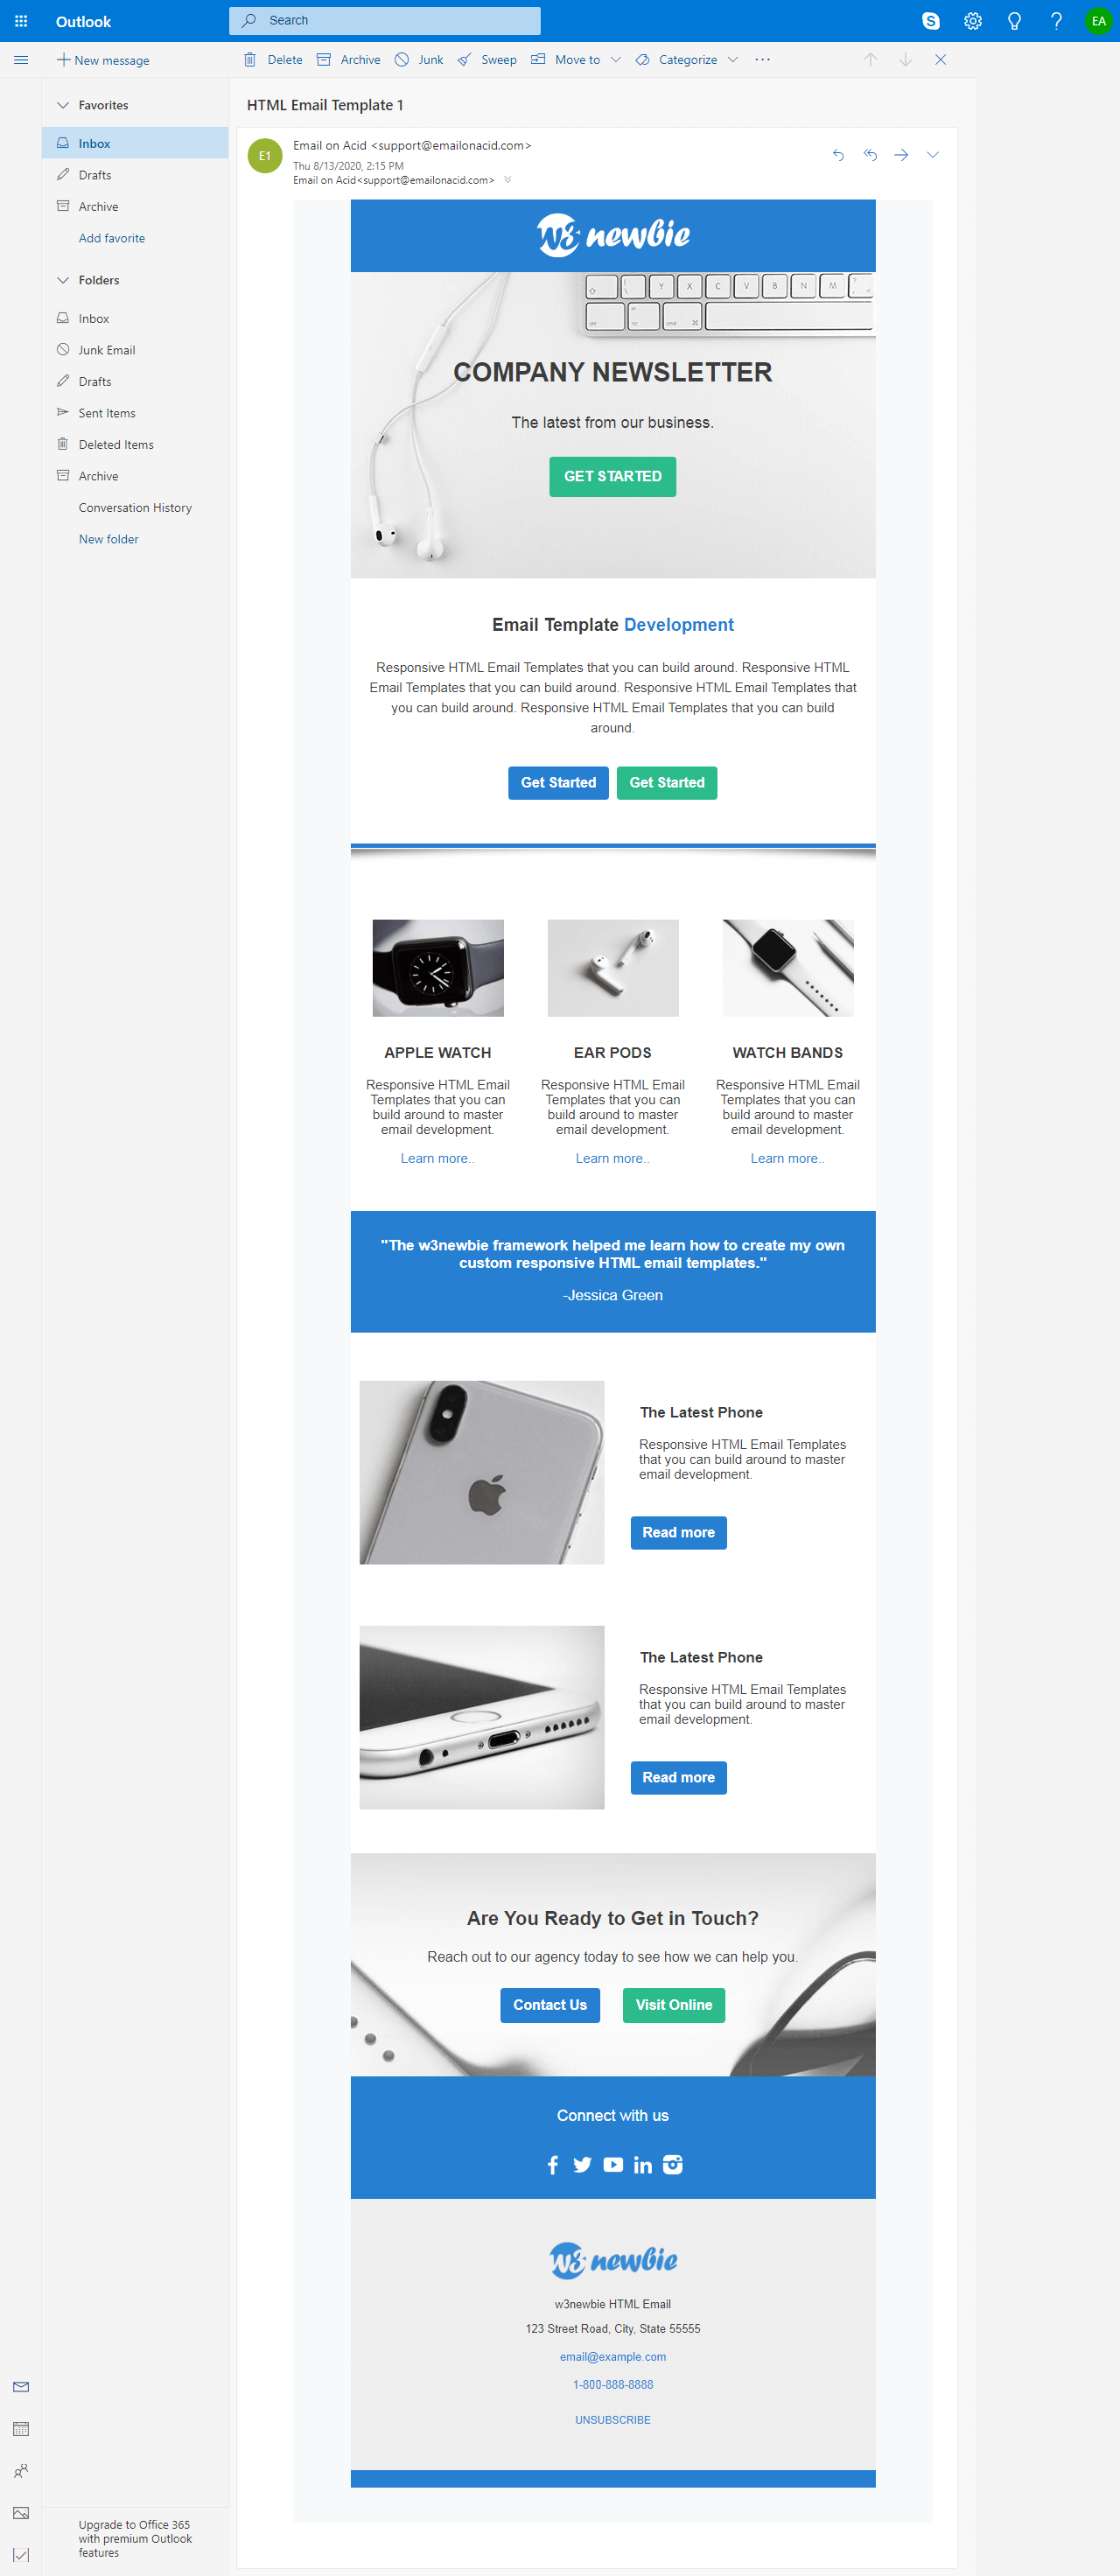 Outlook
Search
EA
New message
Delete
Archive
Junk
Sweep
Move to
Categorize
Favorites
Inbox
Drafts
Archive
Add favorite
Folders
Inbox
Junk Email
Drafts
Sent Items
Deleted Items
Archive
Conversation History
New folder
Upgrade to Office 365
with premium Outlook
features
HTML Email Template 1
E1
Email on Acid <support@emailonacid.com>
Thu 8/13/2020, 2:15 PM
Email on Acid<support@emailonacid.com>
w3 newbie
Y X C V B N M
cmd
COMPANY NEWSLETTER
The latest from our business.
GET STARTED
Email Template Development
Responsive HTML Email Templates that you can build around. Responsive HTML
Email Templates that you can build around. Responsive HTML Email Templates that
you can build around. Responsive HTML Email Templates that you can build
around.
Get Started Get Started
APPLE WATCH
Responsive HTML Email
Templates that you can
build around to master
email development.
Learn more..
EAR PODS
Responsive HTML Email
Templates that you can
build around to master
email development.
Learn more..
WATCH BANDS
Responsive HTML Email
Templates that you can
build around to master
email development.
Learn more..
"The w3newbie framework helped me learn how to create my own
custom responsive HTML email templates."
-Jessica Green
The Latest Phone
Responsive HTML Email Templates
that you can build around to master
email development.
Read more
The Latest Phone
Responsive HTML Email Templates
that you can build around to master
email development.
Read more
Are You Ready to Get in Touch?
Reach out to our agency today to see how we can help you.
Contact Us Visit Online
Connect with us
w3 newbie
w3newbie HTML Email
123 Street Road, City, State 55555
email@example.com
1-800-888-8888
UNSUBSCRIBE